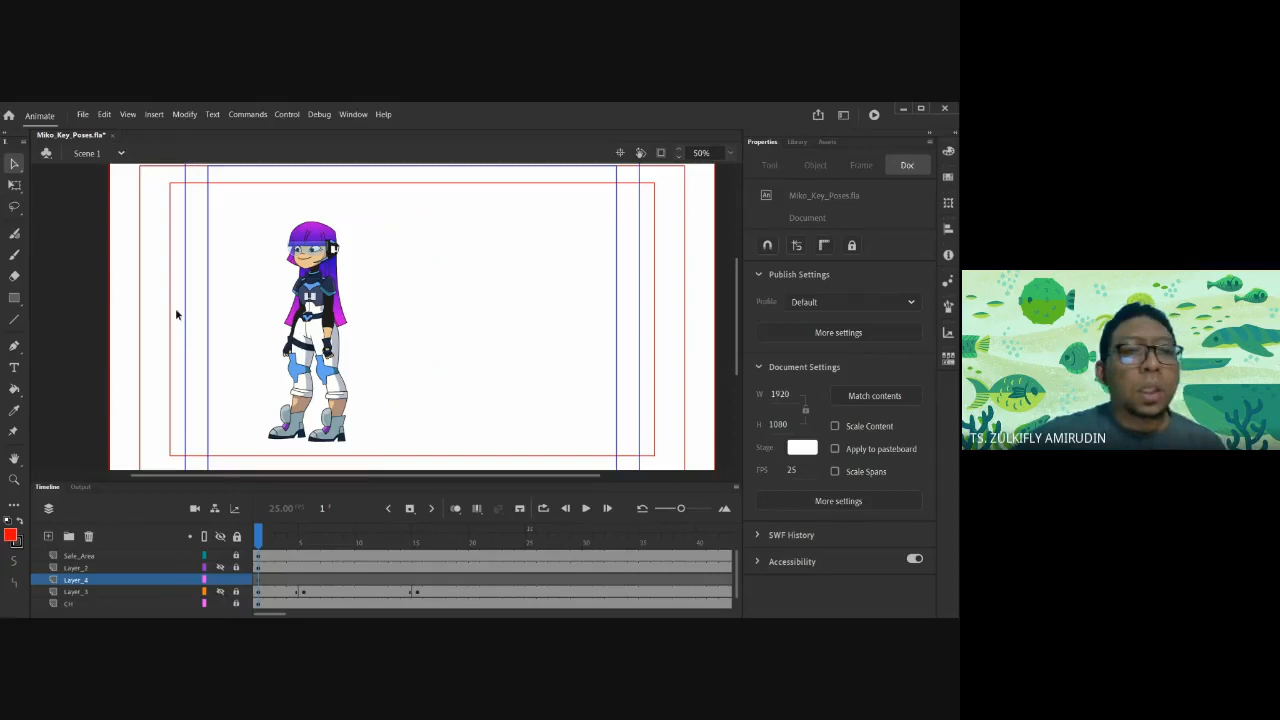 Animate
File Edit View Insert Modify Text Commands Control Debug Window Help
Miko_Key_Poses.fla*
Scene 1
50%
Properties Library Assets
Tool Object Frame Doc
An Miko_Key_Poses.fla
Document
Publish Settings
Profile Default
More settings
Document Settings
W 1920 Match contents
H 1080 Scale Content
Stage Apply to pasteboard
FPS 25 Scale Spans
More settings
SWF History
Accessibility
Timeline Output
25.00 FPS 1 F
5 10 15 20 25 30 35 40
1s
Safe_Area
Layer_2
Layer_4
Layer_3
CH
TS. ZULKIFLY AMIRUDIN